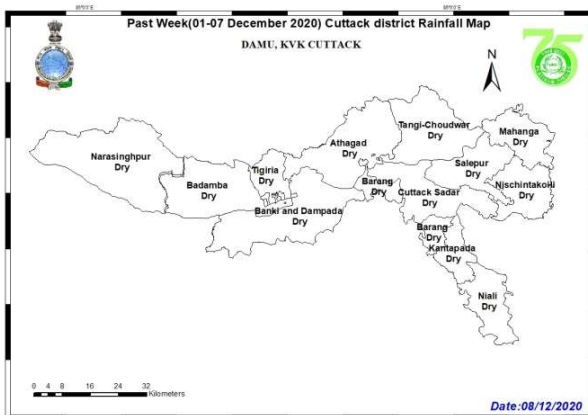 Past Week(01-07 December 2020) Cuttack district Rainfall Map
DAMU, KVK CUTTACK
N
75
Tangi-Choudwar
Dry
Mahanga
Dry
Athagad
Dry
Narasinghpur
Dry
Salepur
Dry
Tigiria
Dry
Badamba
Dry
Barang
Dry
Cuttack Sadar
Dry
Nischintakoili
Dry
Banki and Dampada
Dry
Barang
Dry
Kantapada
Dry
Niali
Dry
0 4 8 16 24 32
Kilometers
Date:08/12/2020